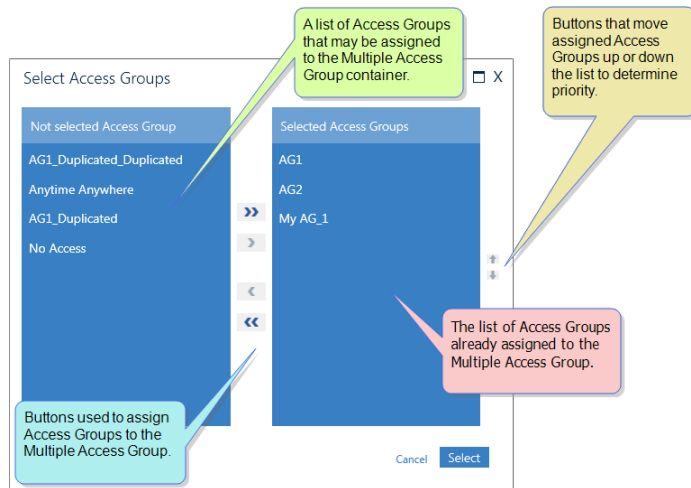 A list of Access Groups
that may be assigned
to the Multiple Access
Group container.
Buttons that move
assigned Access
Groups up or down
the list to determine
priority.
Select Access Groups
X
Not selected Access Group
AG1_Duplicated_Duplicated
Anytime Anywhere
AG1_Duplicated
No Access
Selected Access Groups
AG1
AG2
My AG_1
The list of Access Groups
already assigned to the
Multiple Access Group.
Buttons used to assign
Access Groups to the
Multiple Access Group.
Cancel
Select